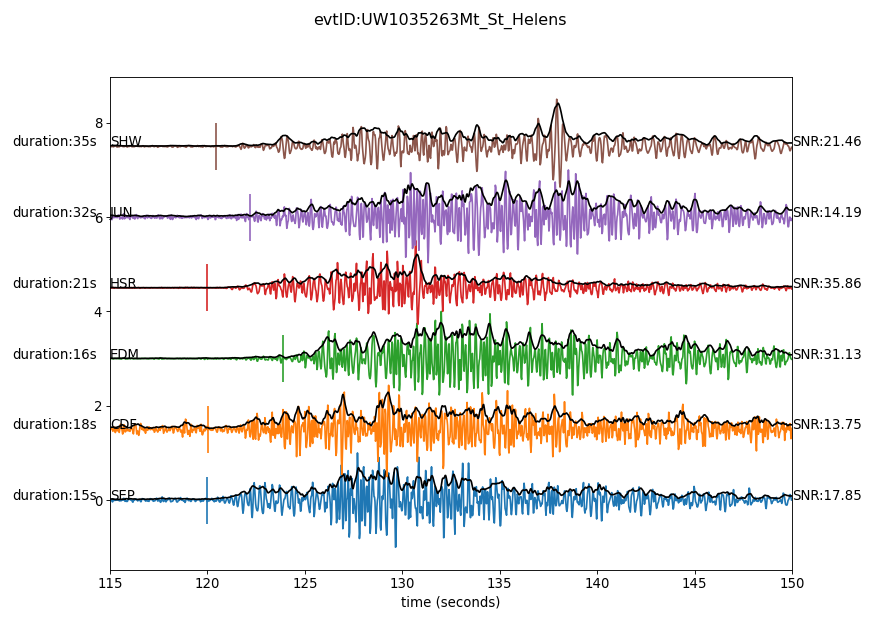 evtID:UW1035263Mt_St_Helens
8
duration:35s SHW SNR:21.46
duration:32s JUN SNR:14.19
6
duration:21s HSR SNR:35.86
4
duration:16s EDM SNR:31.13
2
duration:18s CDF SNR:13.75
duration:15s SEP SNR:17.85
0
115 120 125 130 135 140 145 150
time (seconds)